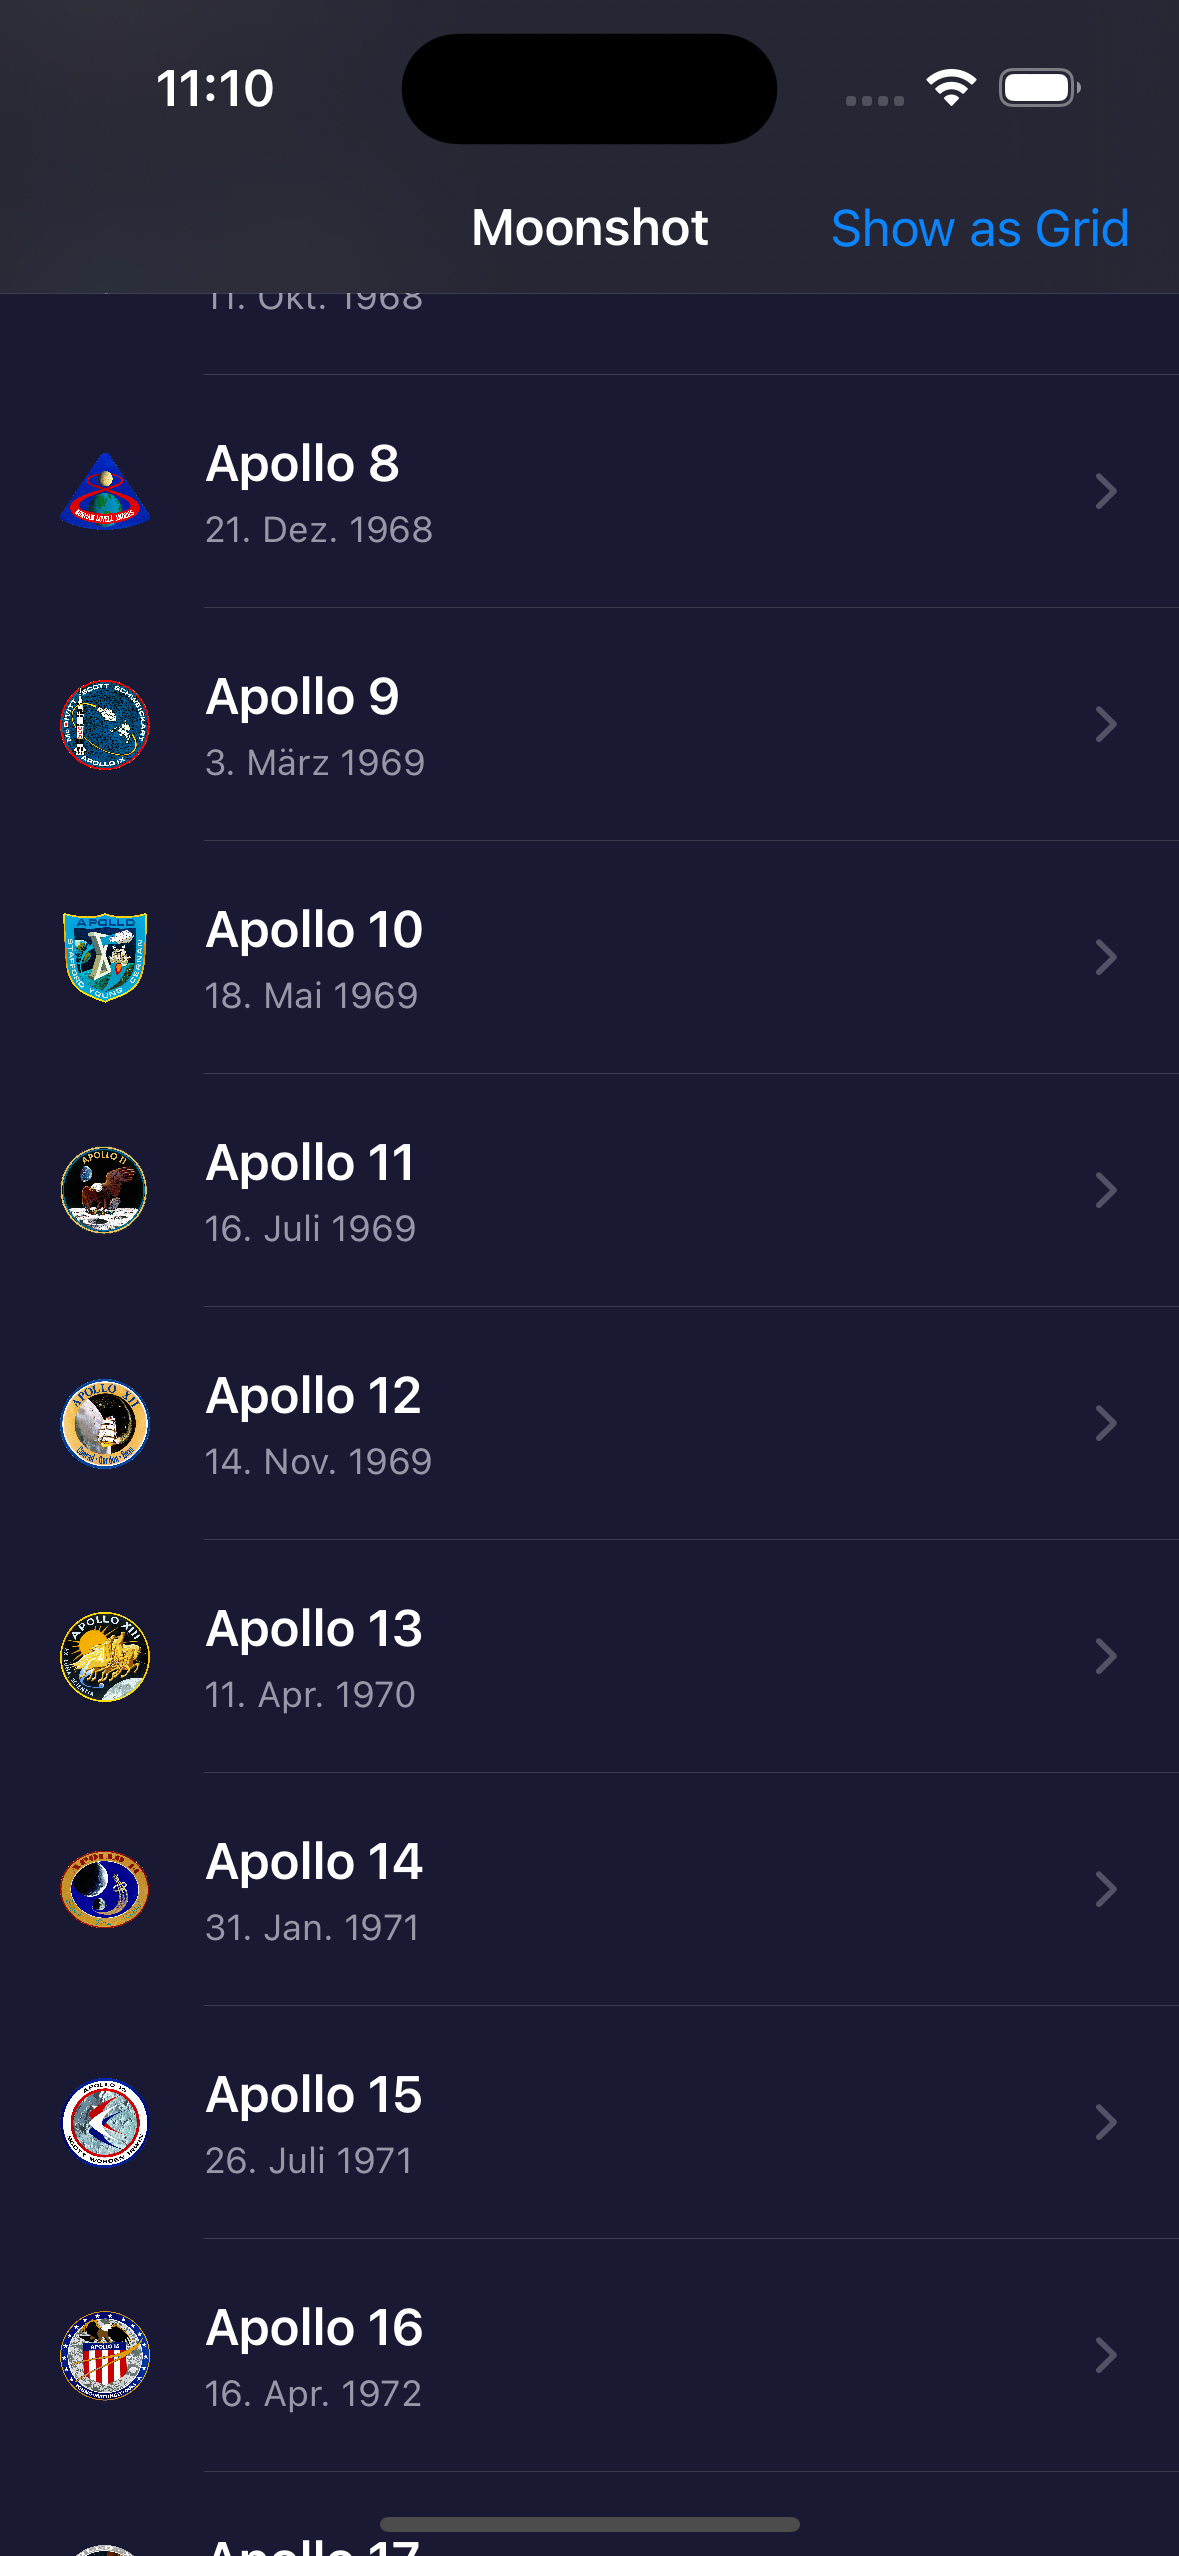 11:10
Moonshot
Show as Grid
11. Okt. 1968
Apollo 8
21. Dez. 1968
Apollo 9
3. März 1969
Apollo 10
18. Mai 1969
Apollo 11
16. Juli 1969
Apollo 12
14. Nov. 1969
Apollo 13
11. Apr. 1970
Apollo 14
31. Jan. 1971
Apollo 15
26. Juli 1971
Apollo 16
16. Apr. 1972
Apollo 17